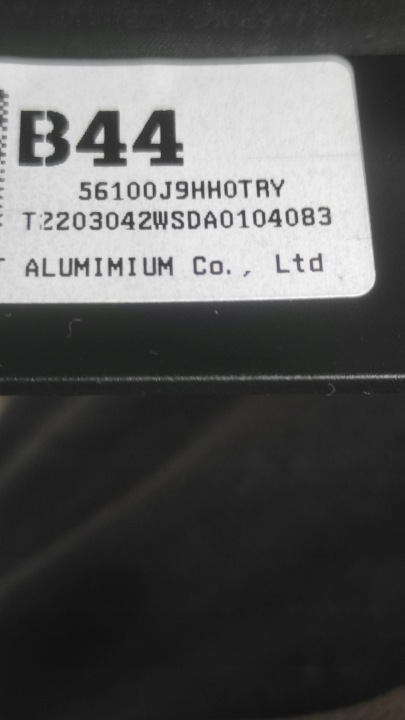 B44
56100J9HH0TRY
T2203042WSDA0104083
ALUMIMIUM Co., Ltd